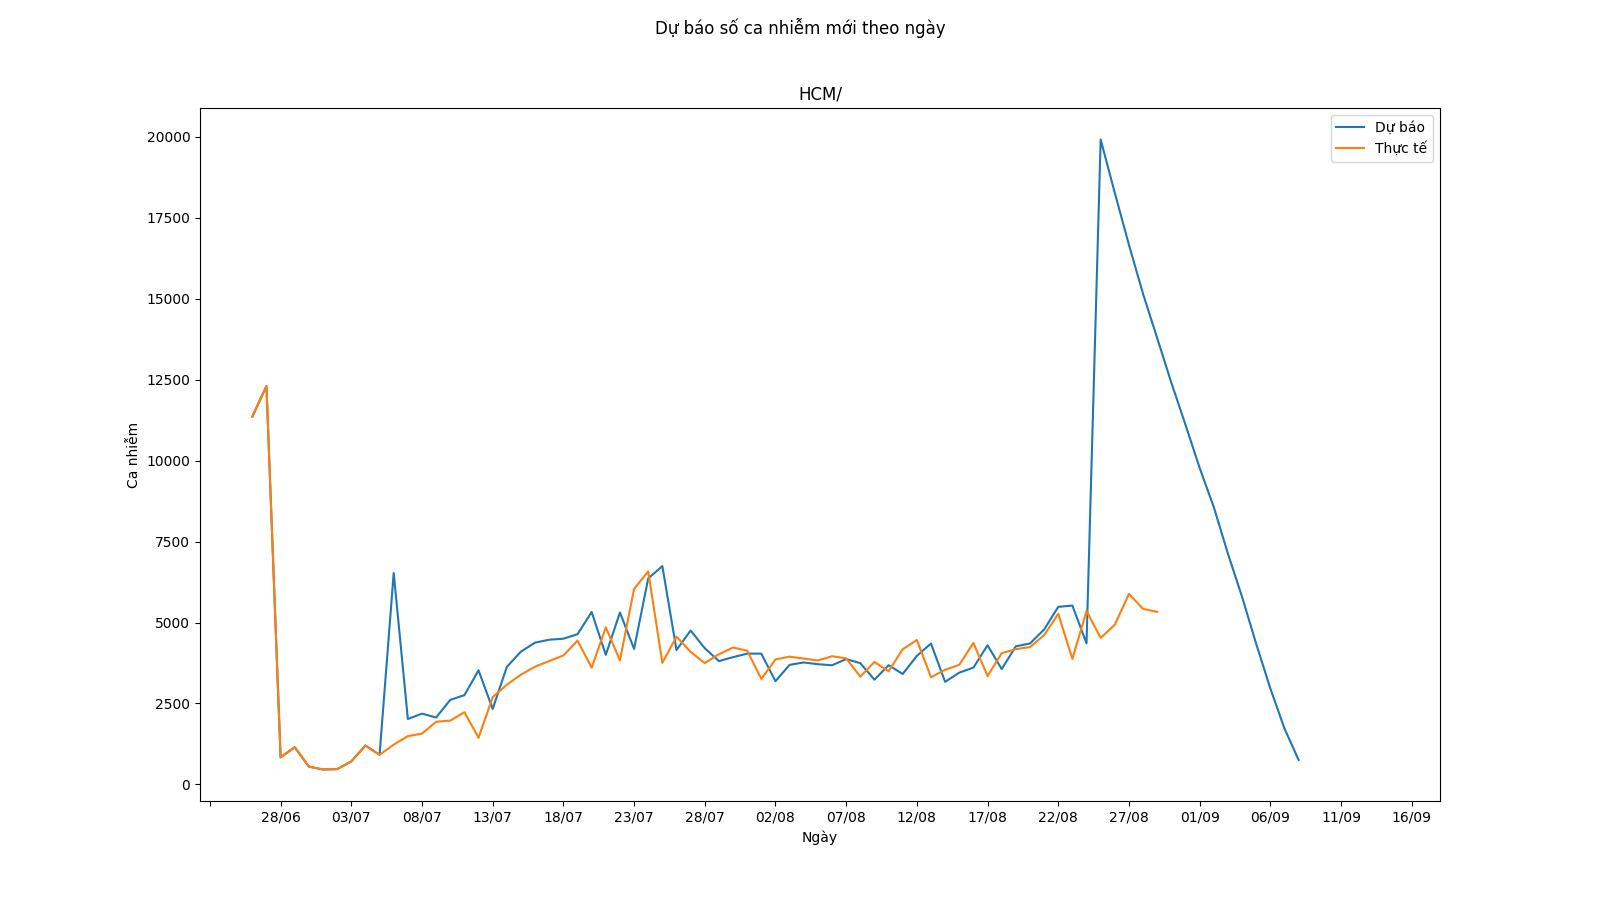 Dự báo số ca nhiễm mới theo ngày
HCM/
Dự báo
Thực tế
Ca nhiễm
20000
17500
15000
12500
10000
7500
5000
2500
0
28/06 03/07 08/07 13/07 18/07 23/07 28/07 02/08 07/08 12/08 17/08 22/08 27/08 01/09 06/09 11/09 16/09
Ngày